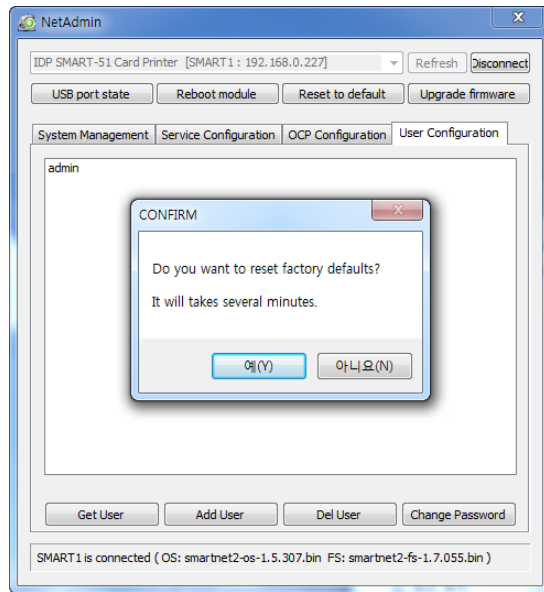 NetAdmin
IDP SMART-51 Card Printer [SMART1 : 192.168.0.227]
Refresh
Disconnect
USB port state
Reboot module
Reset to default
Upgrade firmware
System Management
Service Configuration
OCP Configuration
User Configuration
admin
CONFIRM
Do you want to reset factory defaults?
It will takes several minutes.
예(Y)
아니요(N)
Get User
Add User
Del User
Change Password
SMART1 is connected ( OS: smartnet2-os-1.5.307.bin FS: smartnet2-fs-1.7.055.bin )